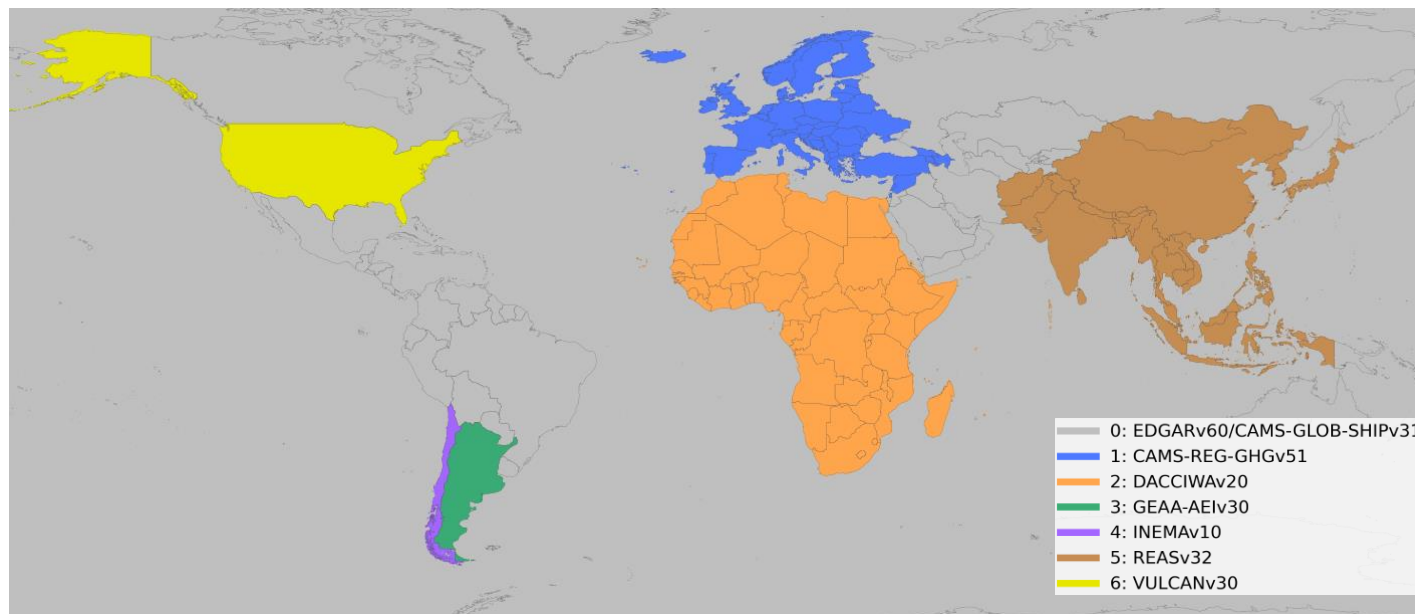 0: EDGARv60/CAMS-GLOB-SHIPv31
1: CAMS-REG-GHGv51
2: DACCIWAv20
3: GEAA-AEIv30
4: INEMAv10
5: REASv32
6: VULCANv30